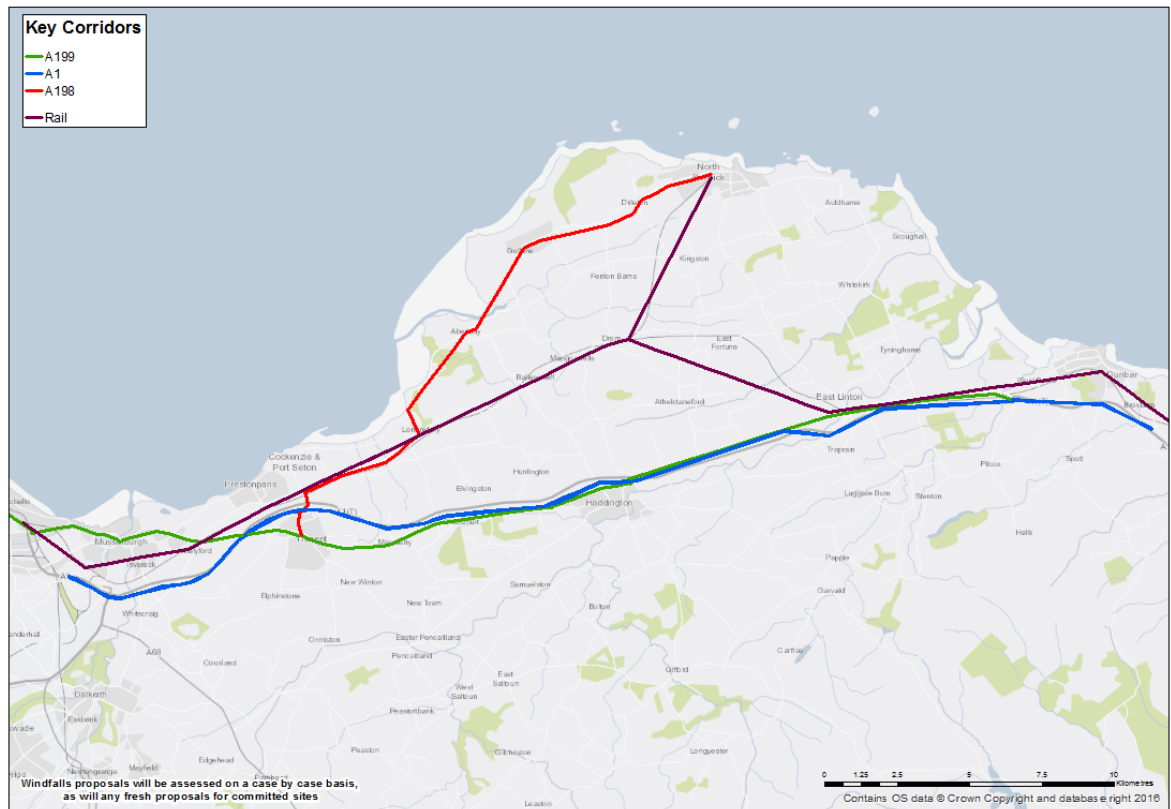 Key Corridors
A199
A1
A198
Rail
North
Dirleton
Auldhame
Scoughall
Gullane
Kingston
Fenton Barns
Whitekirk
Aberlady
Drem
East
Fortune
Tyninghame
Ballencrieff
Dunbar
Athelstaneford
East Linton
Longniddry
Cockenzie &
Port Seton
Huntington
Traprain
Prestonpans
Elvingston
Pitcox
Spott
Haddington
Luggate Burn
Stenton
Musselburgh
Tranent
Macmerry
Halls
Wallyford
Inveresk
Papple
New Winton
Samuelston
Garvald
Elphinstone
Whitecraig
New Town
Bolton
Ormiston
Easter Pencaitland
Pencaitland
Carfrae
A68
Cousland
Gifford
East
Saltoun
West
Saltoun
Dalkeith
Peastonbank
Eskbank
Peaston
Gilchriston
Longyester
Edgehead
Newtongrange
Mayfield
Leaston
Windfalls proposals will be assessed on a case by case basis,
as will any fresh proposals for committed sites
0 1.25 2.5 5 7.5 10
Kilometres
Contains OS data © Crown Copyright and database right 2016